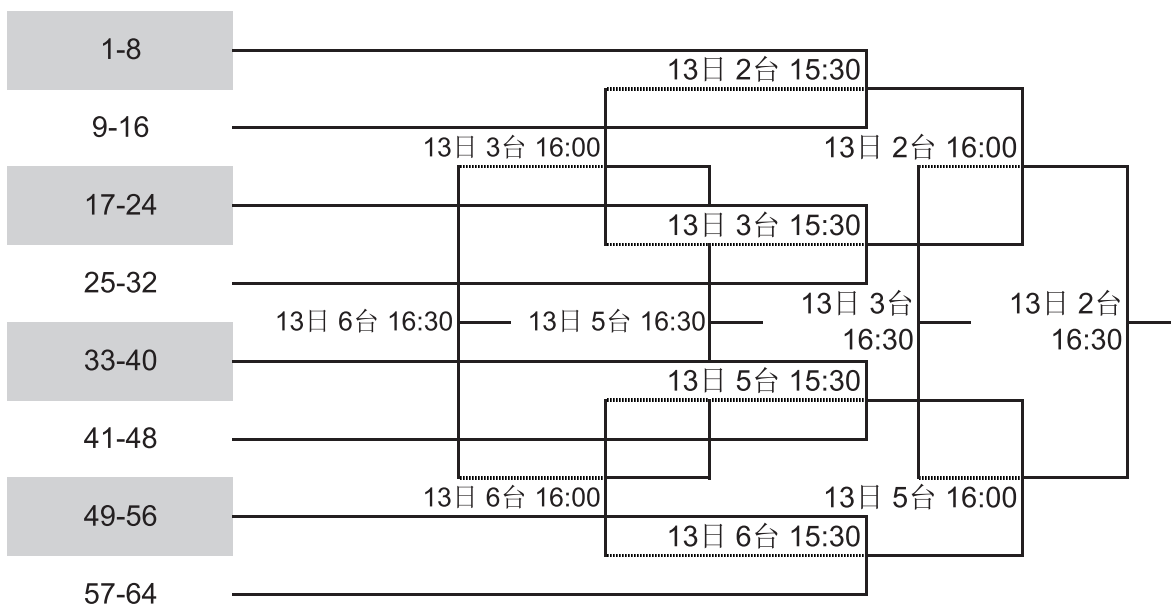 1-8
13日 2台 15:30
9-16
13日 3台 16:00
13日 2台 16:00
17-24
13日 3台 15:30
25-32
13日 6台 16:30
13日 5台 16:30
13日 3台
16:30
13日 2台
16:30
33-40
13日 5台 15:30
41-48
13日 6台 16:00
13日 5台 16:00
49-56
13日 6台 15:30
57-64